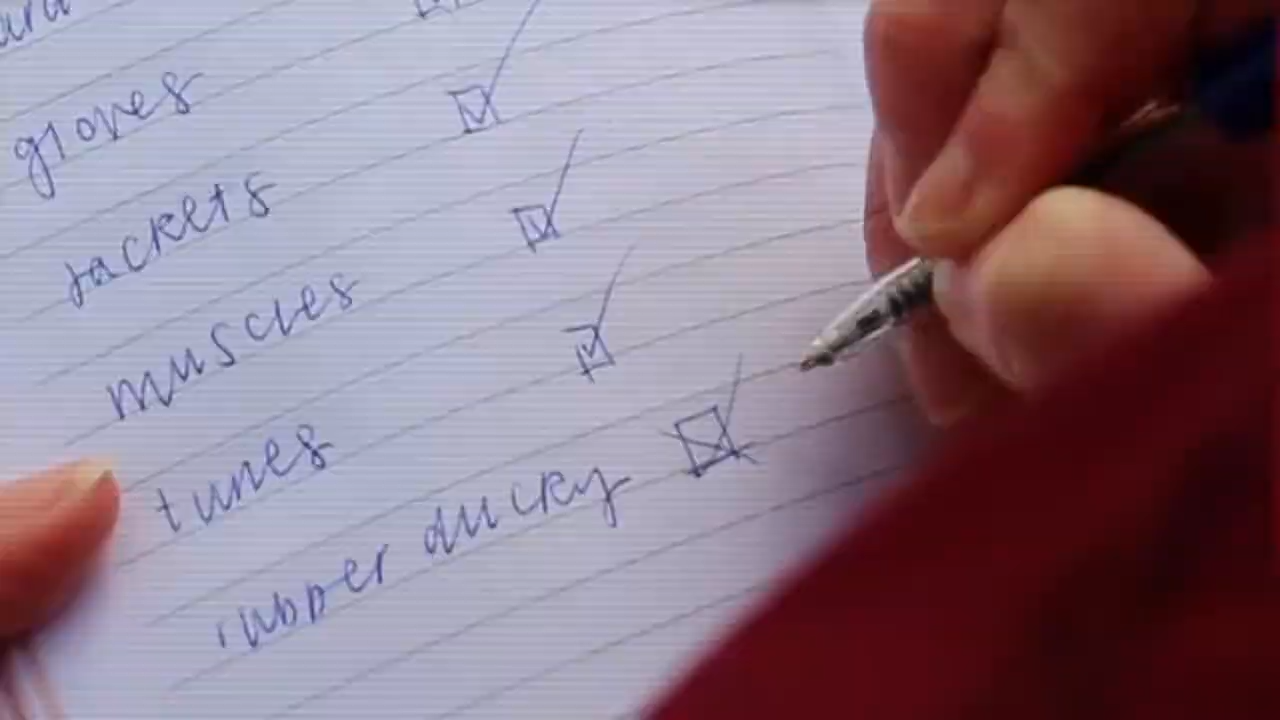 gloves
jackets
muscles
tunes
rubber ducky